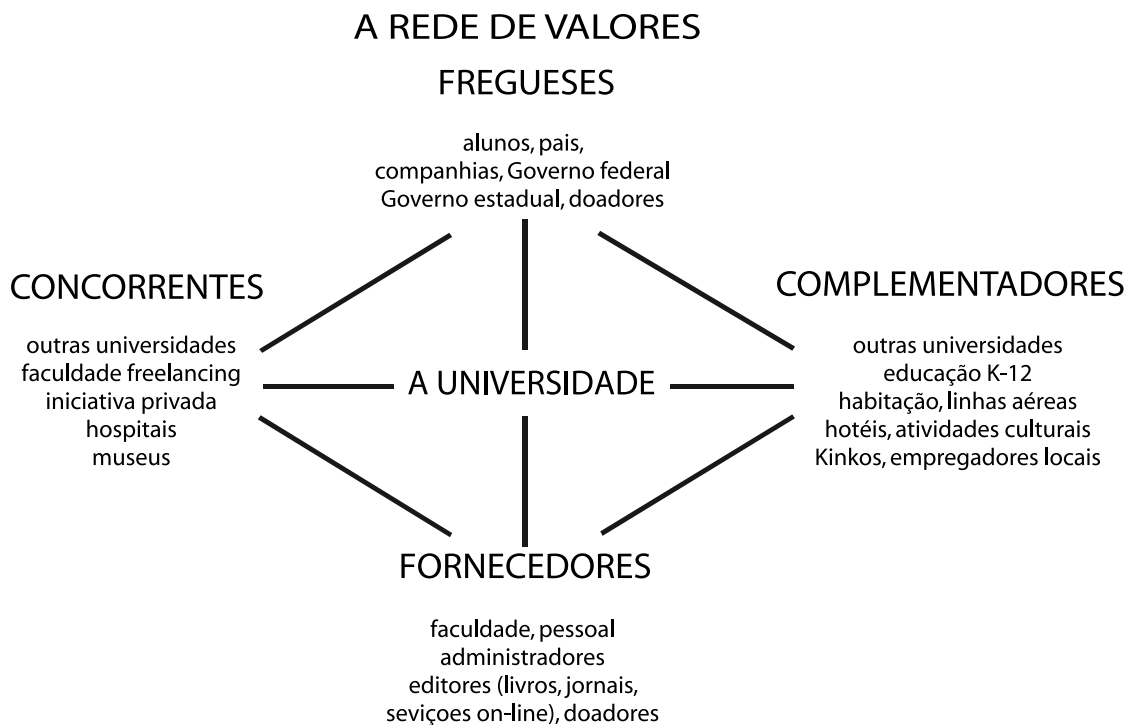 A REDE DE VALORES
FREGUESES
alunos, pais,
companhias, Governo federal
Governo estadual, doadores
CONCORRENTES
outras universidades
faculdade freelancing
iniciativa privada
hospitais
museus
A UNIVERSIDADE
COMPLEMENTADORES
outras universidades
educação K-12
habitação, linhas aéreas
hotéis, atividades culturais
Kinkos, empregadores locais
FORNECEDORES
faculdade, pessoal
administradores
editores (livros, jornais,
seviçoes on-line), doadores